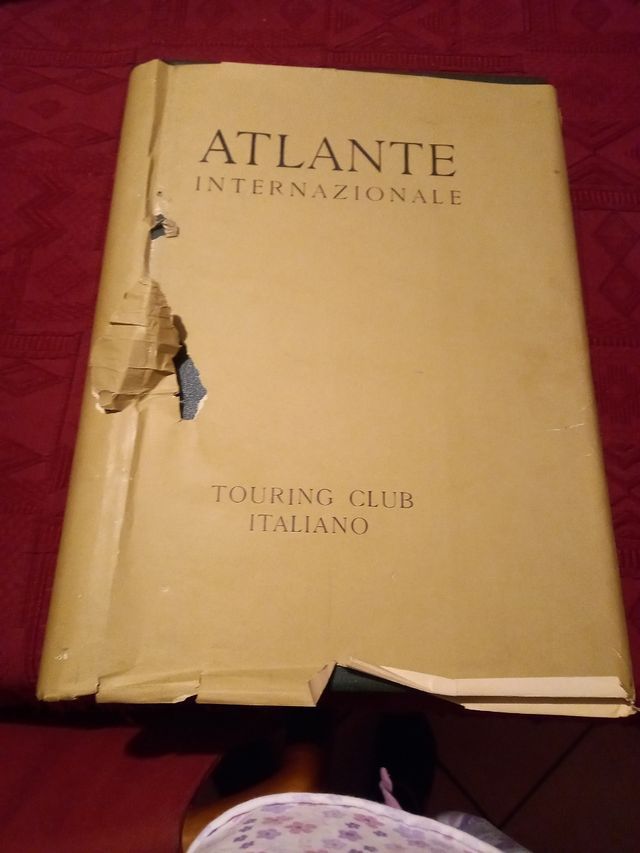 ATLANTE
INTERNAZIONALE
TOURING CLUB
ITALIANO